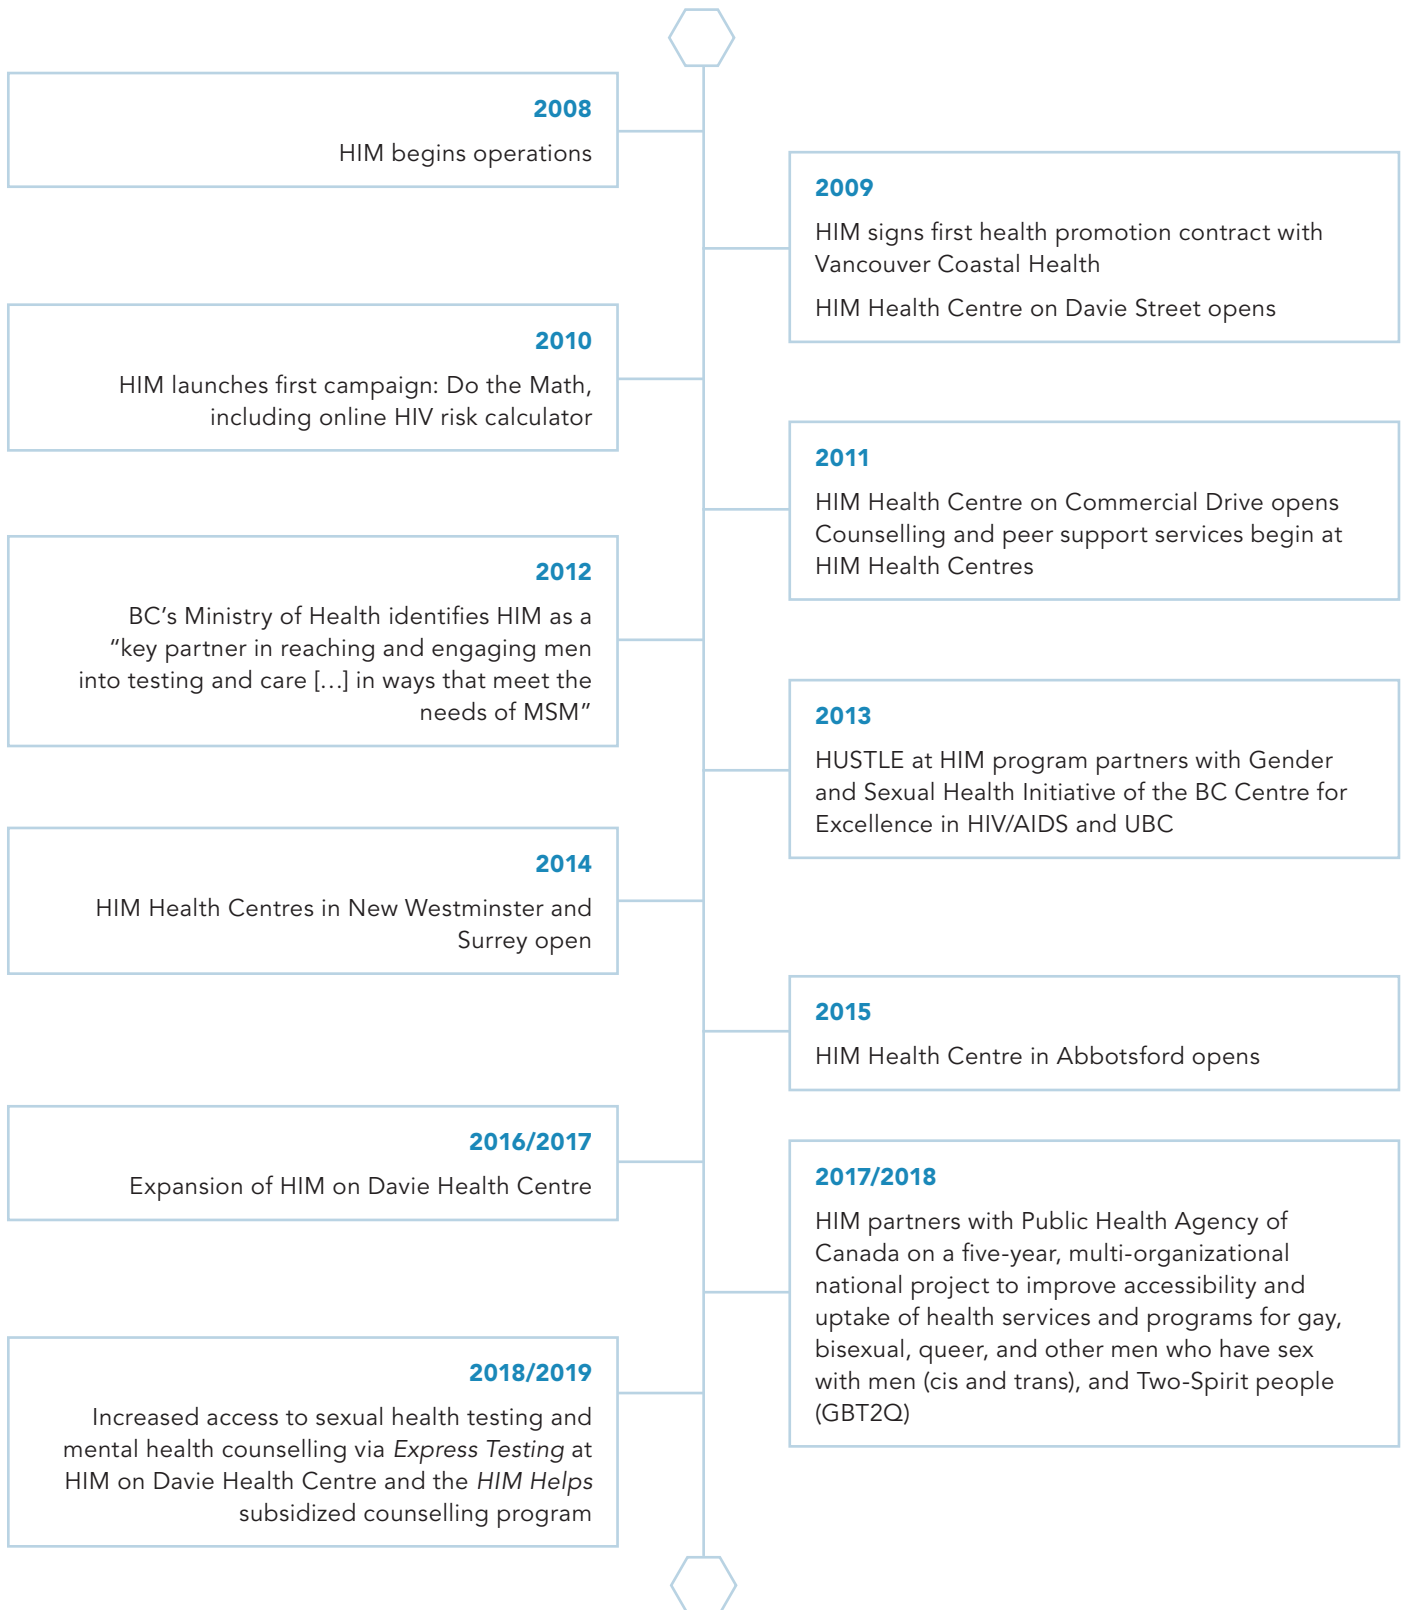 2008
HIM begins operations
2009
HIM signs first health promotion contract with
Vancouver Coastal Health
HIM Health Centre on Davie Street opens
2010
HIM launches first campaign: Do the Math,
including online HIV risk calculator
2011
HIM Health Centre on Commercial Drive opens
Counselling and peer support services begin at
HIM Health Centres
2012
BC’s Ministry of Health identifies HIM as a
“key partner in reaching and engaging men
into testing and care […] in ways that meet the
needs of MSM”
2013
HUSTLE at HIM program partners with Gender
and Sexual Health Initiative of the BC Centre for
Excellence in HIV/AIDS and UBC
2014
HIM Health Centres in New Westminster and
Surrey open
2015
HIM Health Centre in Abbotsford opens
2016/2017
Expansion of HIM on Davie Health Centre
2017/2018
HIM partners with Public Health Agency of
Canada on a five-year, multi-organizational
national project to improve accessibility and
uptake of health services and programs for gay,
bisexual, queer, and other men who have sex
with men (cis and trans), and Two-Spirit people
(GBT2Q)
2018/2019
Increased access to sexual health testing and
mental health counselling via Express Testing at
HIM on Davie Health Centre and the HIM Helps
subsidized counselling program